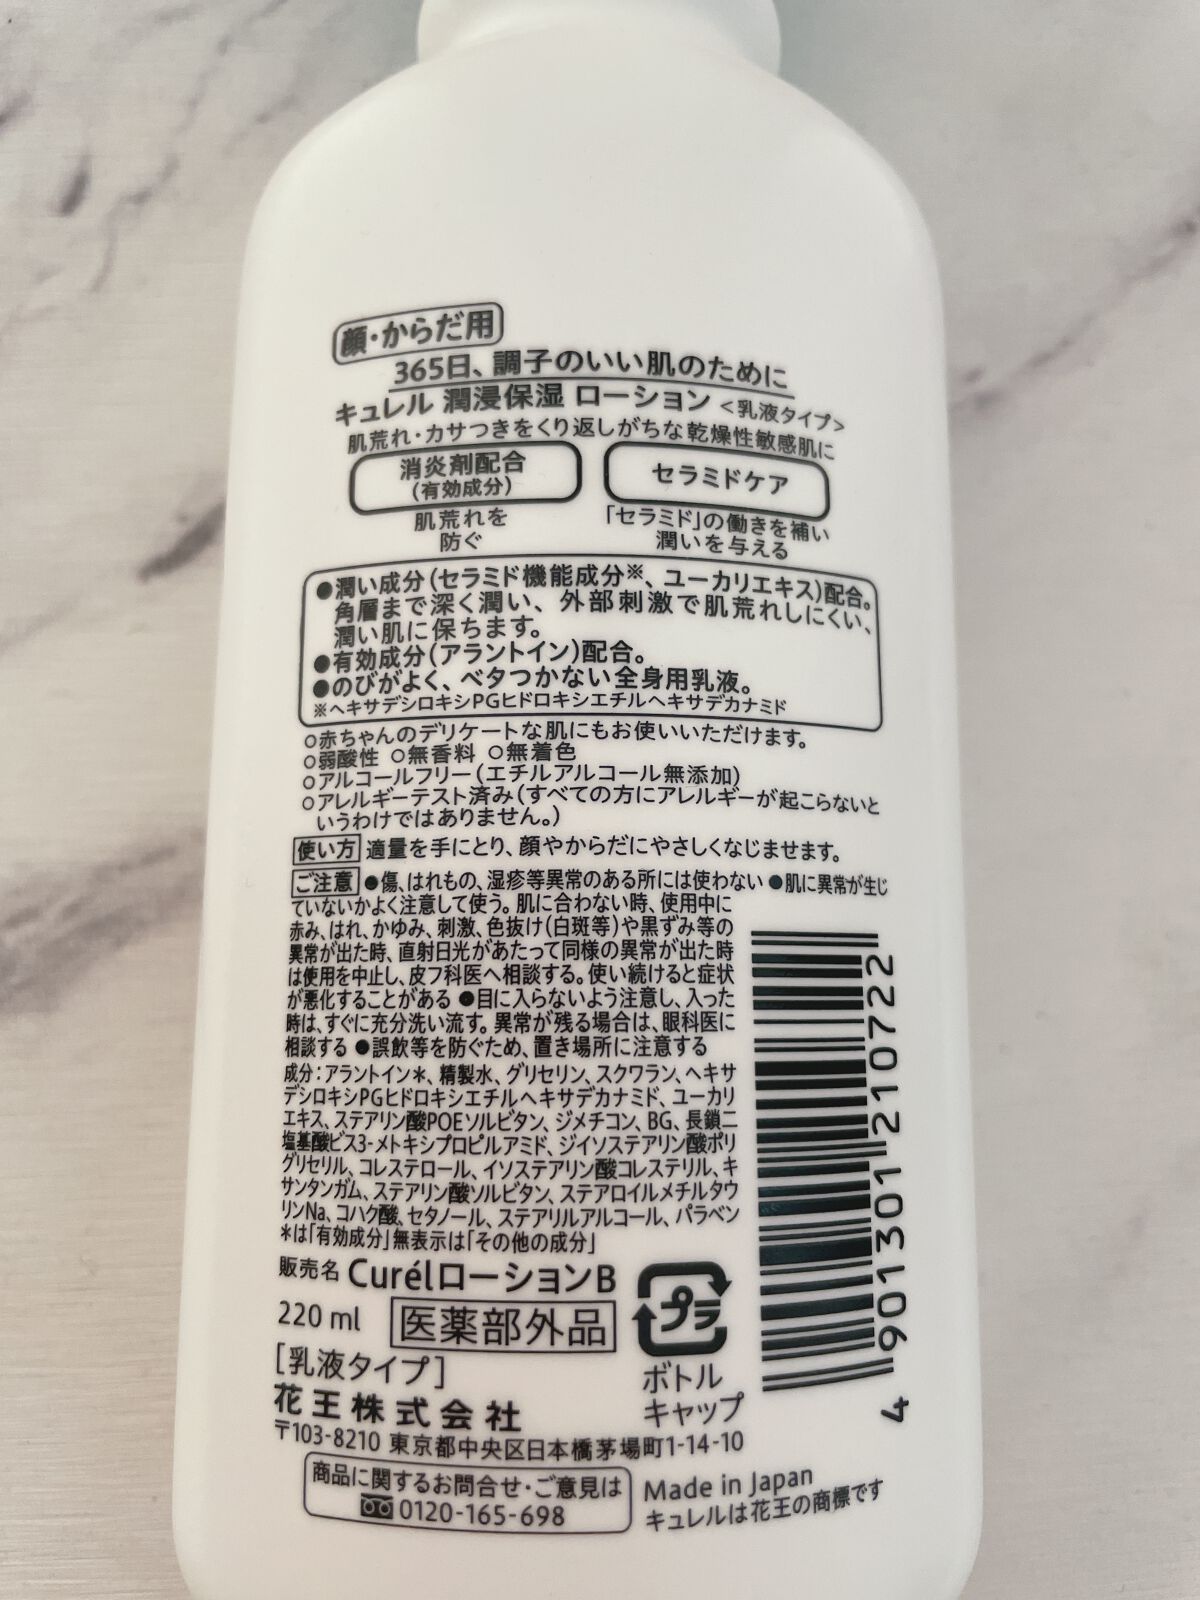 顔・からだ用
365日、調子のいい肌のために
キュレル 潤浸保湿 ローション <乳液タイプ>
肌荒れ・カサつきをくり返しがちな乾燥性敏感肌に
消炎剤配合
(有効成分)
セラミドケア
肌荒れを
防ぐ
「セラミド」の働きを補い
潤いを与える
●潤い成分(セラミド機能成分※、ユーカリエキス)配合。
角層まで深く潤い、外部刺激で肌荒れしにくい、
潤い肌に保ちます。
●有効成分(アラントイン)配合。
●のびがよく、ベタつかない全身用乳液。
※ヘキサデシロキシPGヒドロキシエチルヘキサデカナミド
○赤ちゃんのデリケートな肌にもお使いいただけます。
○弱酸性 ○無香料 ○無着色
○アルコールフリー(エチルアルコール無添加)
○アレルギーテスト済み(すべての方にアレルギーが起こらないと
いうわけではありません。)
使い方 適量を手にとり、顔やからだにやさしくなじませます。
ご注意 ●傷、はれもの、湿疹等異常のある所には使わない ●肌に異常が生じ
ていないかよく注意して使う。肌に合わない時、使用中に
赤み、はれ、かゆみ、刺激、色抜け(白斑等)や黒ずみ等の
異常が出た時、直射日光があたって同様の異常が出た時
は使用を中止し、皮フ科医へ相談する。使い続けると症状
が悪化することがある ●目に入らないよう注意し、入った
時は、すぐに充分洗い流す。異常が残る場合は、眼科医に
相談する ●誤飲等を防ぐため、置き場所に注意する
成分：アラントイン＊、精製水、グリセリン、スクワラン、ヘキサ
デシロキシPGヒドロキシエチルヘキサデカナミド、ユーカリ
エキス、ステアリン酸POEソルビタン、ジメチコン、BG、長鎖二
塩基酸ビス3-メトキシプロピルアミド、ジイソステアリン酸ポリ
グリセリル、コレステロール、イソステアリン酸コレステリル、キ
サンタンガム、ステアリン酸ソルビタン、ステアロイルメチルタウ
リンNa、コハク酸、セタノール、ステアリルアルコール、パラベン
＊は「有効成分」無表示は「その他の成分」
販売名 CurélローションB
220 ml 医薬部外品
[乳液タイプ]
プラ
ボトル
キャップ
4 901301 210722
花王株式会社
〒103-8210 東京都中央区日本橋茅場町1-14-10
商品に関するお問合せ・ご意見は
0120-165-698
Made in Japan
キュレルは花王の商標です